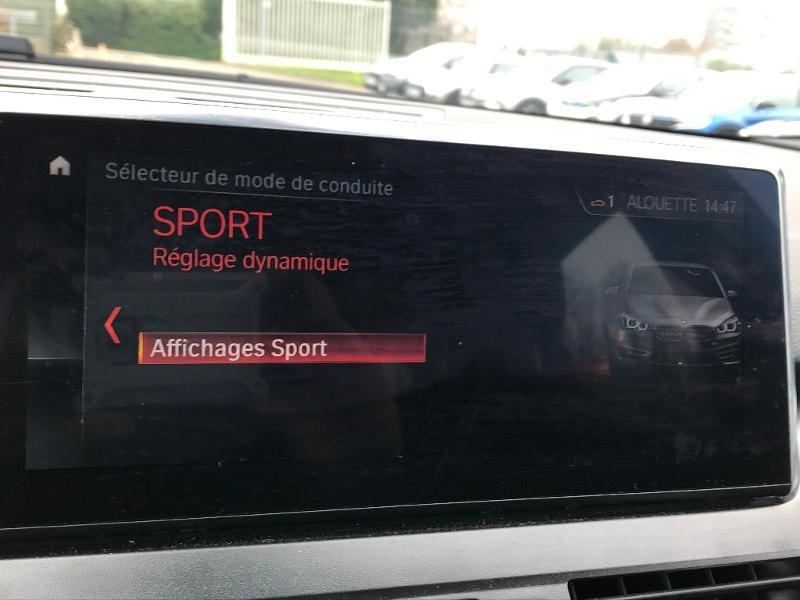 Sélecteur de mode de conduite
1 ALOUETTE 14:47
SPORT
Réglage dynamique
Affichages Sport